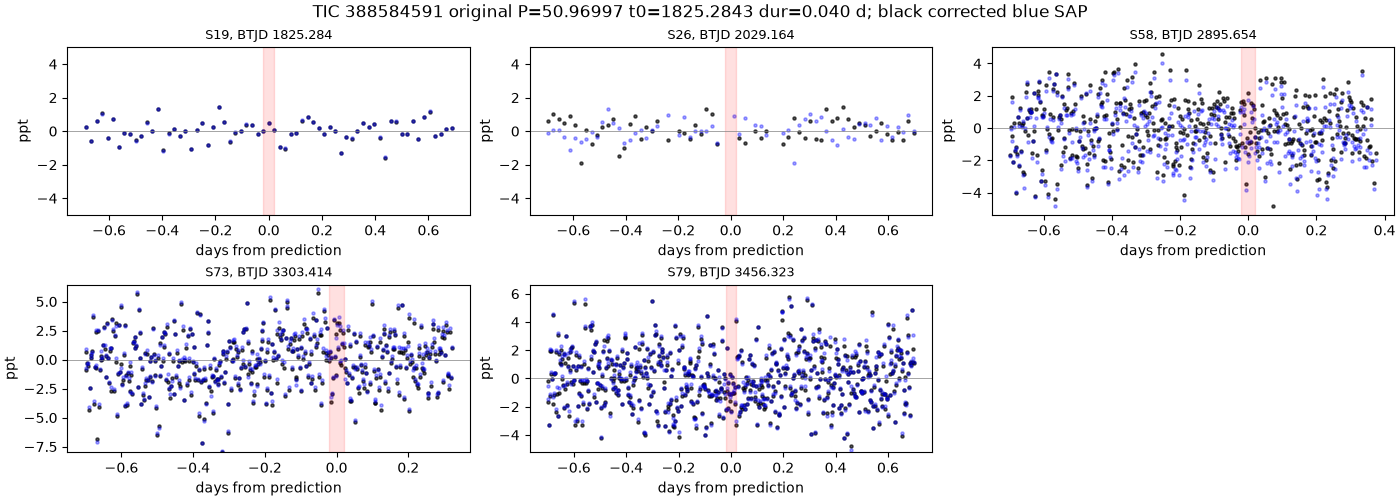 TIC 388584591 original P=50.96997 t0=1825.2843 dur=0.040 d; black corrected blue SAP
S19, BTJD 1825.284
S26, BTJD 2029.164
S58, BTJD 2895.654
ppt
4
2
0
−2
−4
−0.6 −0.4 −0.2 0.0 0.2 0.4 0.6
days from prediction
ppt
4
2
0
−2
−4
−0.6 −0.4 −0.2 0.0 0.2 0.4 0.6
days from prediction
ppt
4
2
0
−2
−4
−0.6 −0.4 −0.2 0.0 0.2 0.4
days from prediction
S73, BTJD 3303.414
S79, BTJD 3456.323
ppt
5.0
2.5
0.0
−2.5
−5.0
−7.5
−0.6 −0.4 −0.2 0.0 0.2
days from prediction
ppt
6
4
2
0
−2
−4
−0.6 −0.4 −0.2 0.0 0.2 0.4 0.6
days from prediction